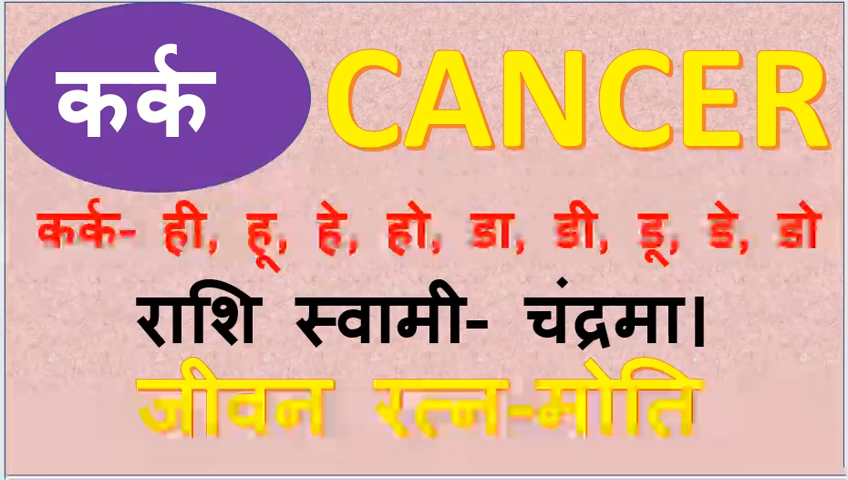 कर्क CANCER
कर्क- ही, हू, हे, हो, डा, डी, डू, डे, डो
राशि स्वामी- चंद्रमा।
जीवन रत्न-मोति